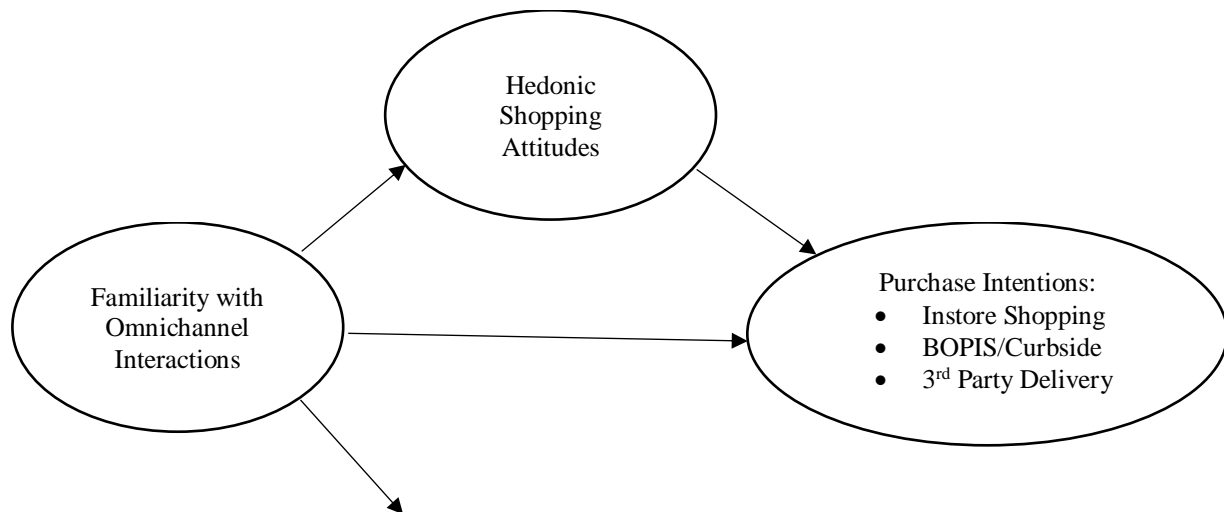 Hedonic
Shopping
Attitudes
Familiarity with
Omnichannel
Interactions
Purchase Intentions:
• Instore Shopping
• BOPIS/Curbside
• 3rd Party Delivery